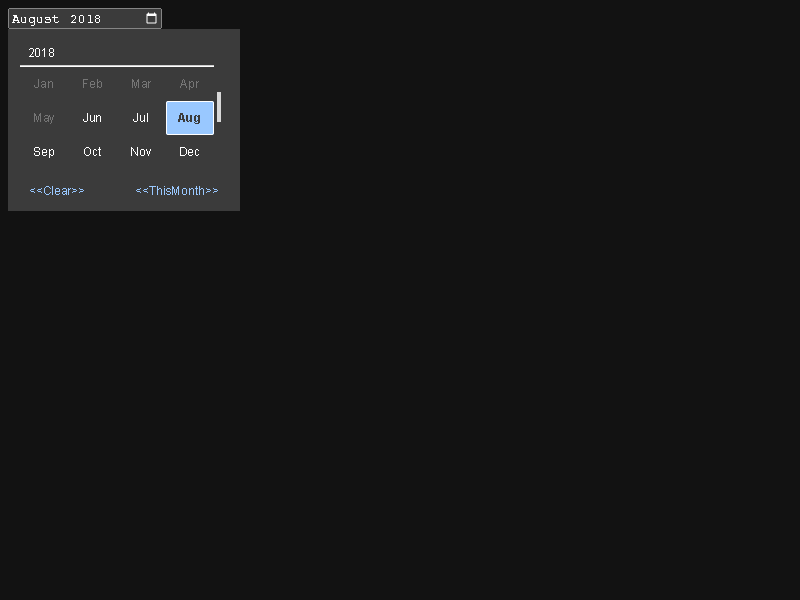 August 2018
2018
Jan Feb Mar Apr
May Jun Jul Aug
Sep Oct Nov Dec
<<Clear>> <<ThisMonth>>